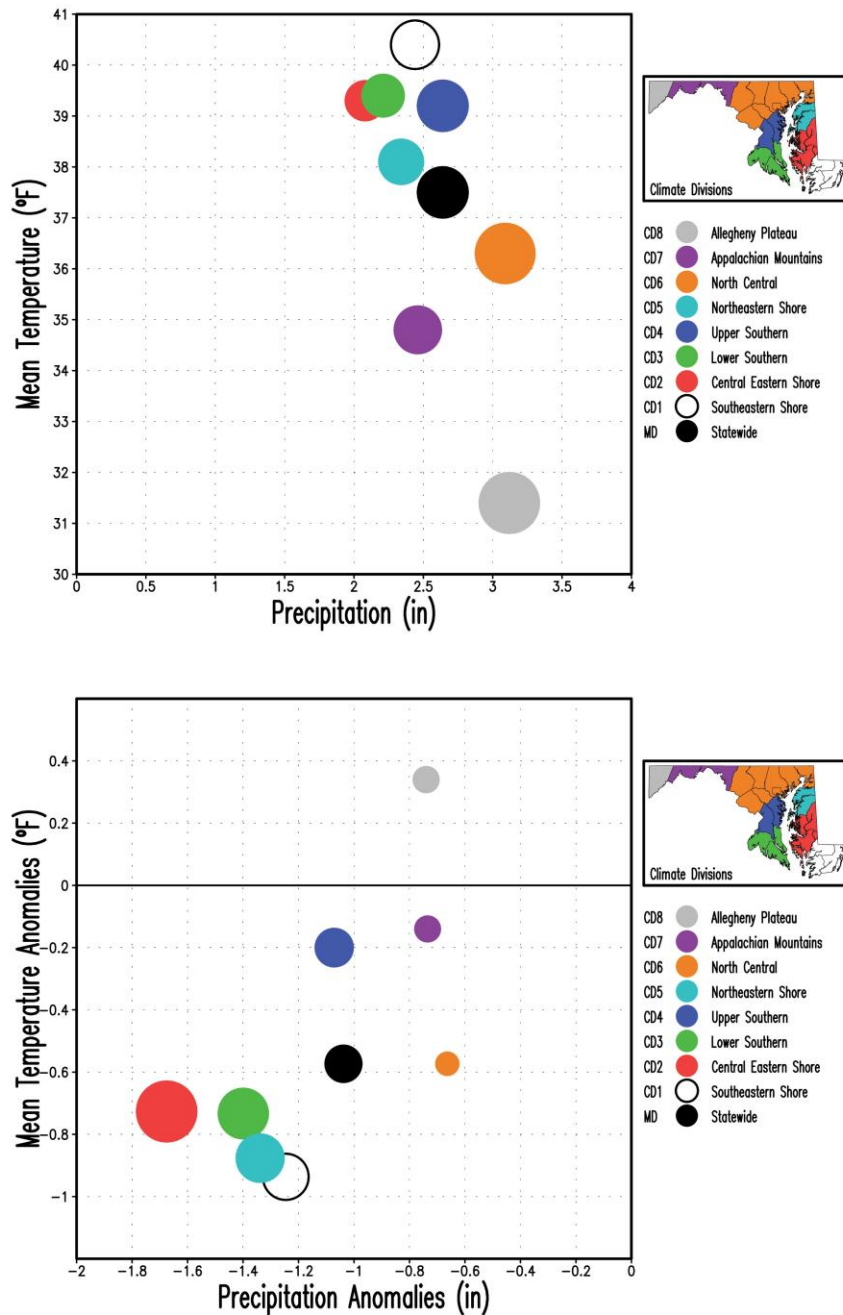 41
40
39
38
37
36
35
34
33
32
31
30
Mean Temperature (ºF)
0 0.5 1 1.5 2 2.5 3 3.5 4
Precipitation (in)
Climate Divisions
CD8 Allegheny Plateau
CD7 Appalachian Mountains
CD6 North Central
CD5 Northeastern Shore
CD4 Upper Southern
CD3 Lower Southern
CD2 Central Eastern Shore
CD1 Southeastern Shore
MD Statewide
0.4
0.2
0
−0.2
−0.4
−0.6
−0.8
−1
Mean Temperature Anomalies (ºF)
−2 −1.8 −1.6 −1.4 −1.2 −1 −0.8 −0.6 −0.4 −0.2 0
Precipitation Anomalies (in)
Climate Divisions
CD8 Allegheny Plateau
CD7 Appalachian Mountains
CD6 North Central
CD5 Northeastern Shore
CD4 Upper Southern
CD3 Lower Southern
CD2 Central Eastern Shore
CD1 Southeastern Shore
MD Statewide